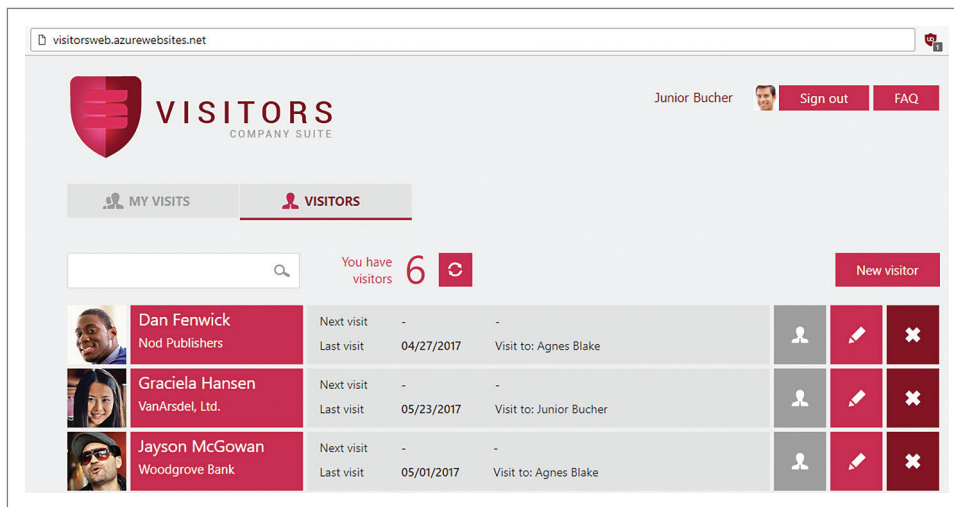 visitorsweb.azurewebsites.net
1
VISITORS
COMPANY SUITE
Junior Bucher
Sign out
FAQ
MY VISITS
VISITORS
You have
visitors
6
New visitor
Dan Fenwick
Nod Publishers
Next visit - -
Last visit 04/27/2017 Visit to: Agnes Blake
Graciela Hansen
VanArsdel, Ltd.
Next visit - -
Last visit 05/23/2017 Visit to: Junior Bucher
Jayson McGowan
Woodgrove Bank
Next visit - -
Last visit 05/01/2017 Visit to: Agnes Blake